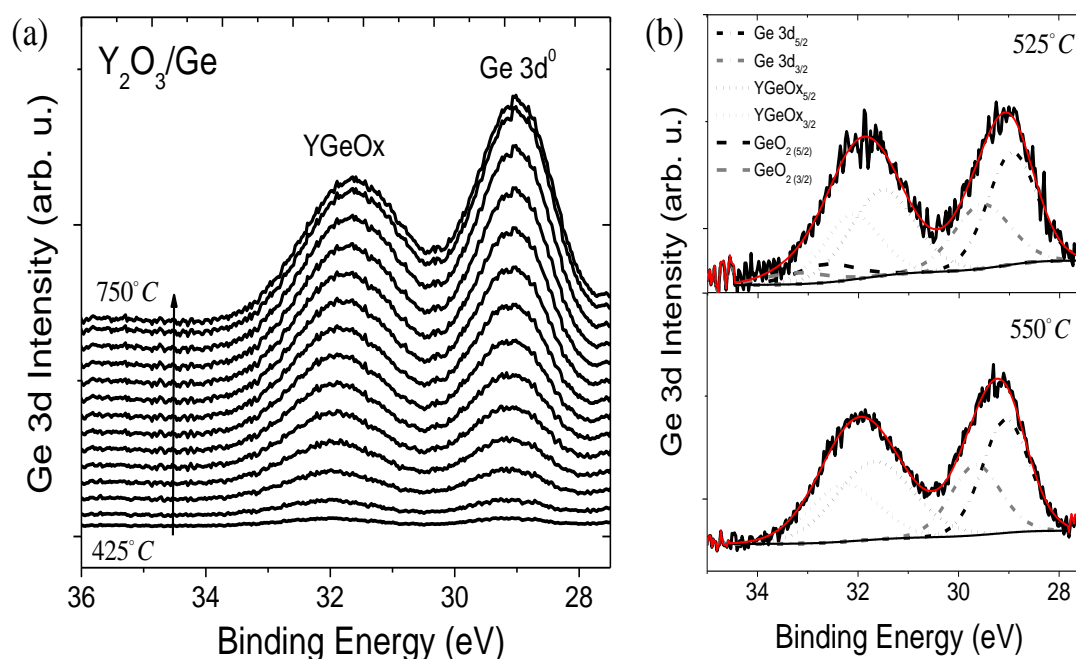 (a)
Y₂O₃/Ge
Ge 3d⁰
YGeOx
750°C
425°C
Ge 3d Intensity (arb. u.)
36 34 32 30 28
Binding Energy (eV)
(b)
525°C
Ge 3d₅/₂
Ge 3d₃/₂
YGeOx₅/₂
YGeOx₃/₂
GeO₂ (5/2)
GeO₂ (3/2)
550°C
Ge 3d Intensity (arb. u.)
34 32 30 28
Binding Energy (eV)